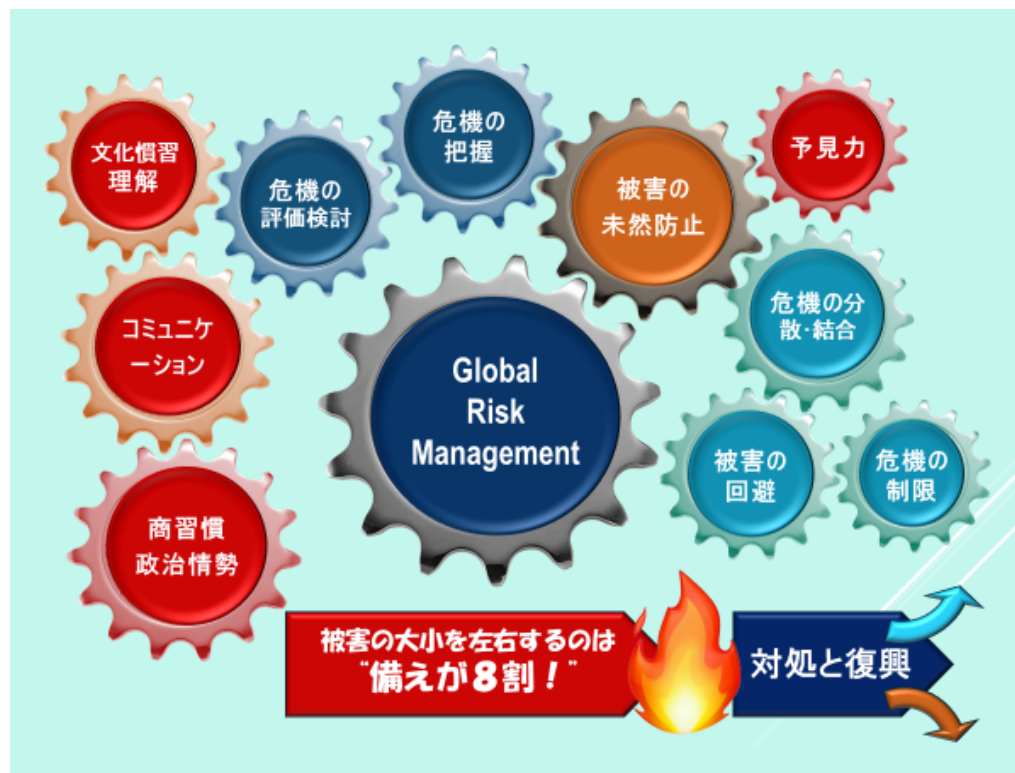 文化慣習
理解
危機の
評価検討
危機の
把握
被害の
未然防止
予見力
コミュニケ
ーション
Global
Risk
Management
危機の分
散・結合
被害の
回避
危機の
制限
商習慣
政治情勢
被害の大小を左右するのは
“備えが８割！”
対処と復興